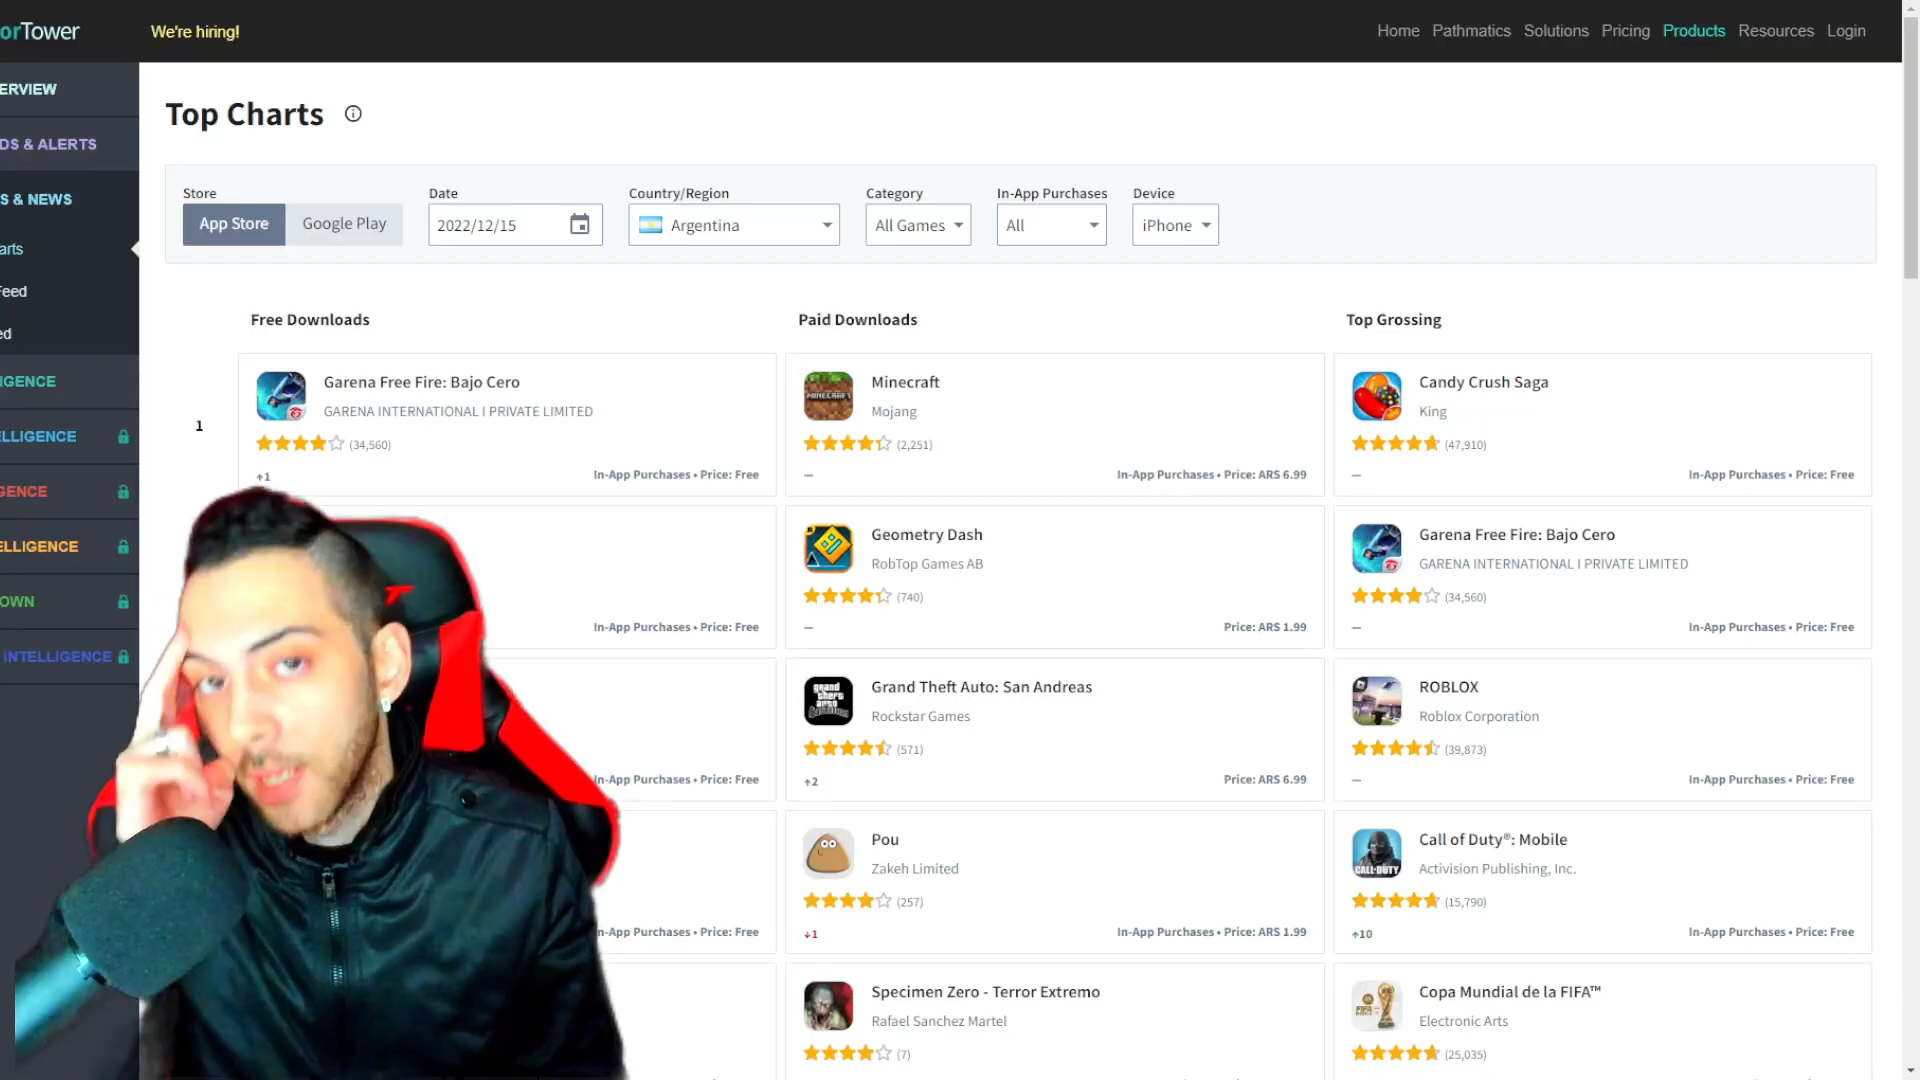 orTower
We're hiring!
Home Pathmatics Solutions Pricing Products Resources Login
ERVIEW
DS & ALERTS
S & NEWS
arts
Feed
ed
IGENCE
ELLIGENCE
GENCE
ELLIGENCE
OWN
INTELLIGENCE
Top Charts
Store
App Store Google Play
Date
2022/12/15
Country/Region
Argentina
Category
All Games
In-App Purchases
All
Device
iPhone
Free Downloads
Paid Downloads
Top Grossing
1
Garena Free Fire: Bajo Cero
GARENA INTERNATIONAL I PRIVATE LIMITED
(34,560)
↑1
In-App Purchases • Price: Free
Minecraft
Mojang
MINECRAFT
(2,251)
–
In-App Purchases • Price: ARS 6.99
Candy Crush Saga
King
(47,910)
–
In-App Purchases • Price: Free
In-App Purchases • Price: Free
Geometry Dash
RobTop Games AB
(740)
–
Price: ARS 1.99
Garena Free Fire: Bajo Cero
GARENA INTERNATIONAL I PRIVATE LIMITED
(34,560)
–
In-App Purchases • Price: Free
In-App Purchases • Price: Free
Grand Theft Auto: San Andreas
grand theft auto
Rockstar Games
(571)
↑2
Price: ARS 6.99
ROBLOX
Roblox Corporation
(39,873)
–
In-App Purchases • Price: Free
n-App Purchases • Price: Free
Pou
Zakeh Limited
(257)
↓1
In-App Purchases • Price: ARS 1.99
Call of Duty®: Mobile
CALL DUTY
Activision Publishing, Inc.
(15,790)
↑10
In-App Purchases • Price: Free
Specimen Zero - Terror Extremo
Rafael Sanchez Martel
(7)
Copa Mundial de la FIFA™
Electronic Arts
(25,035)